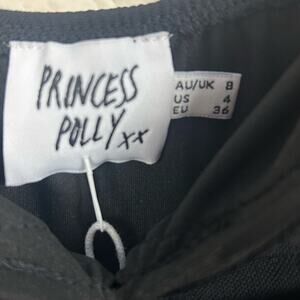 PRINCESS
POLLY xx
AU/UK 8
US 4
EU 36